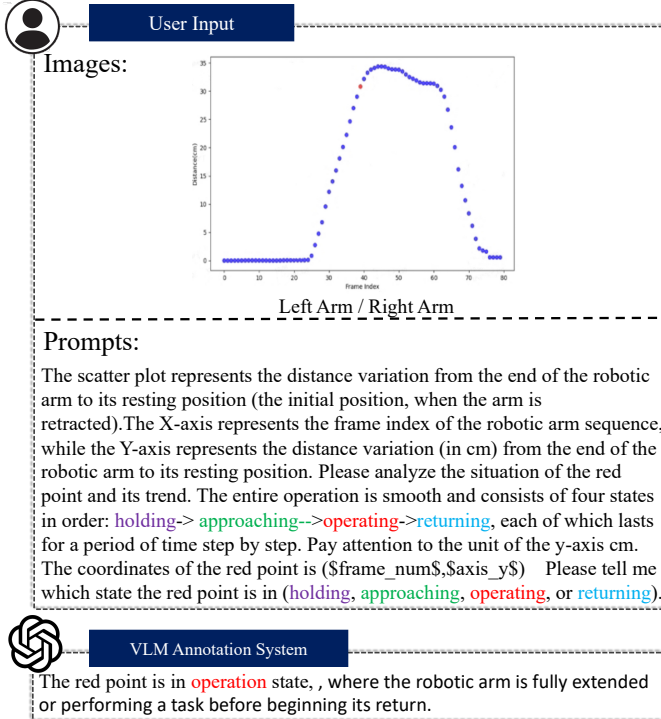 User Input
Images:
35
30
25
20
15
10
5
0
Distance(cm)
0 10 20 30 40 50 60 70 80
Frame Index
Left Arm / Right Arm
Prompts:
The scatter plot represents the distance variation from the end of the robotic
arm to its resting position (the initial position, when the arm is
retracted).The X-axis represents the frame index of the robotic arm sequence,
while the Y-axis represents the distance variation (in cm) from the end of the
robotic arm to its resting position. Please analyze the situation of the red
point and its trend. The entire operation is smooth and consists of four states
in order: holding-> approaching-->operating->returning, each of which lasts
for a period of time step by step. Pay attention to the unit of the y-axis cm.
The coordinates of the red point is ($frame_num$,$axis_y$) Please tell me
which state the red point is in (holding, approaching, operating, or returning).
VLM Annotation System
The red point is in operation state, , where the robotic arm is fully extended
or performing a task before beginning its return.